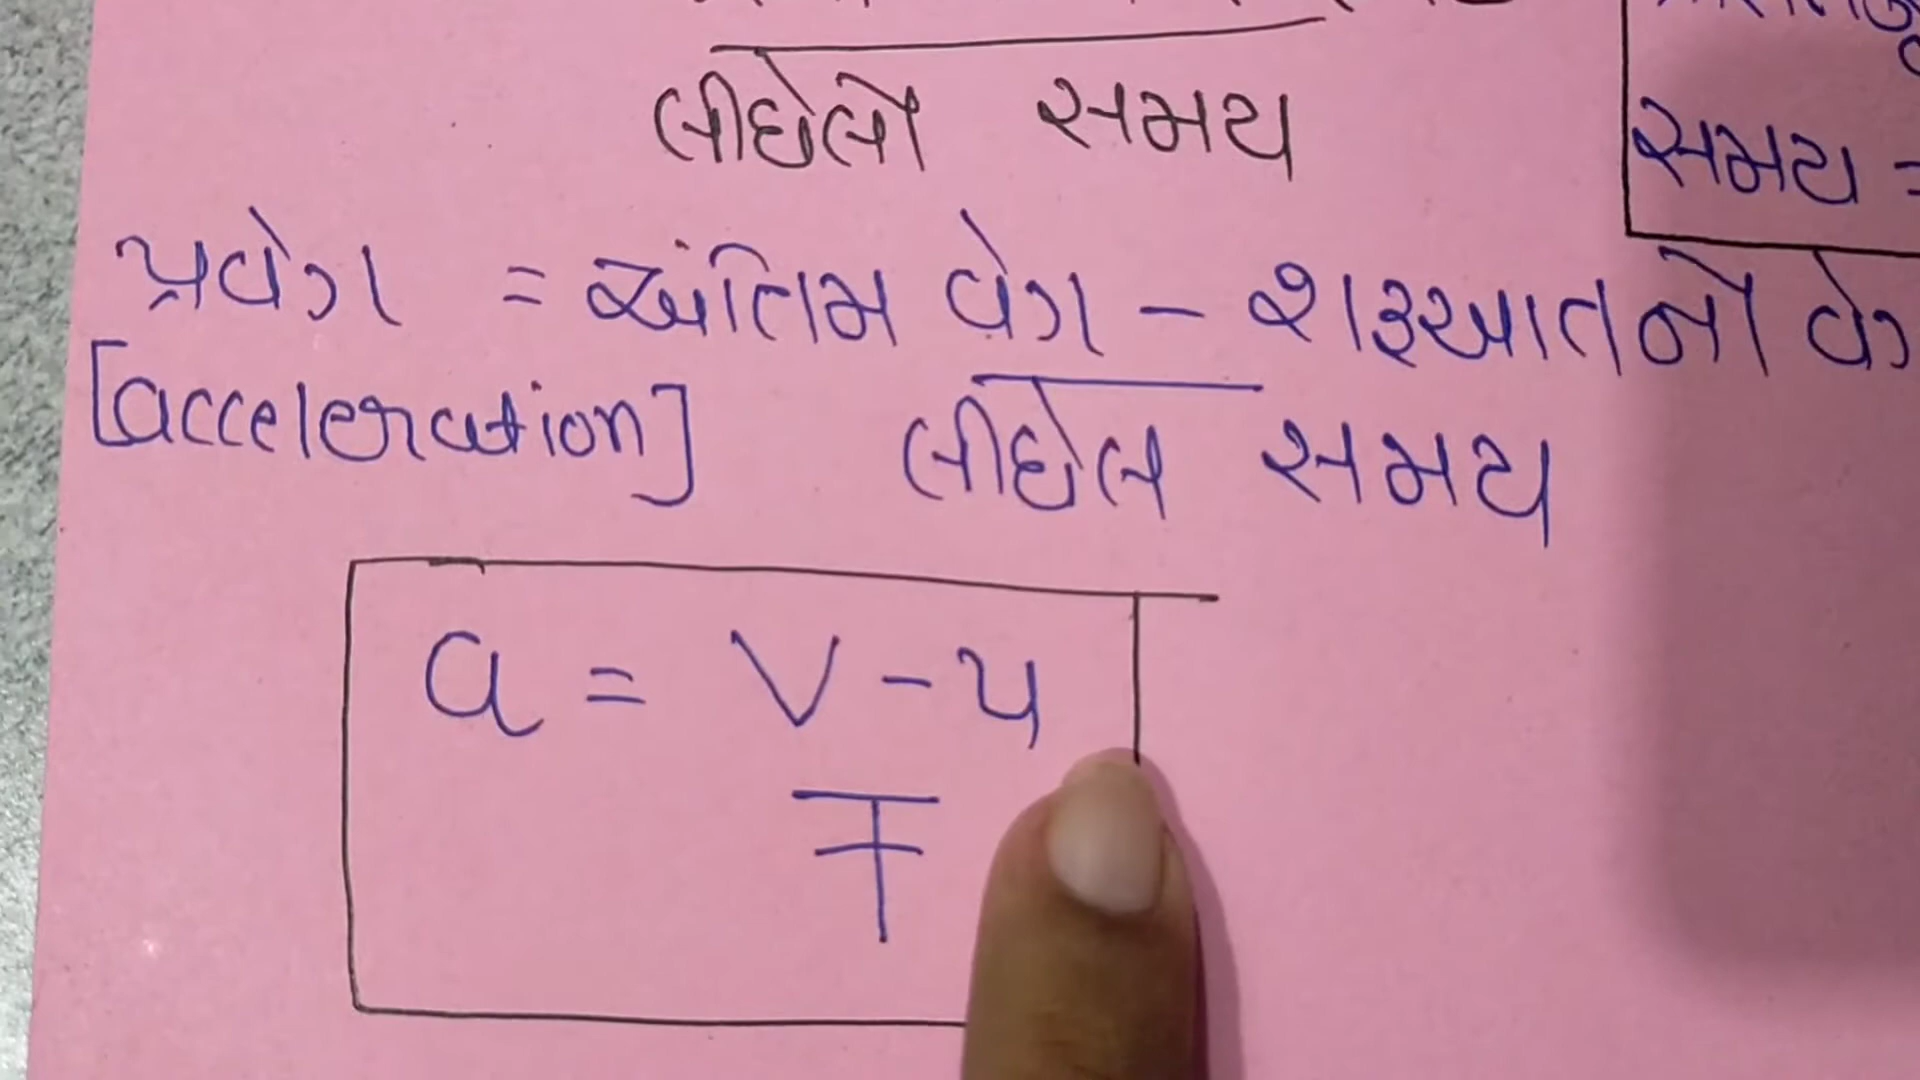 લીધેલો સમય
સમય =
પ્રવેગ = અંતિમ વેગ - શરૂઆતનો
[acceleration] લીધેલ સમય
a = V - u
T